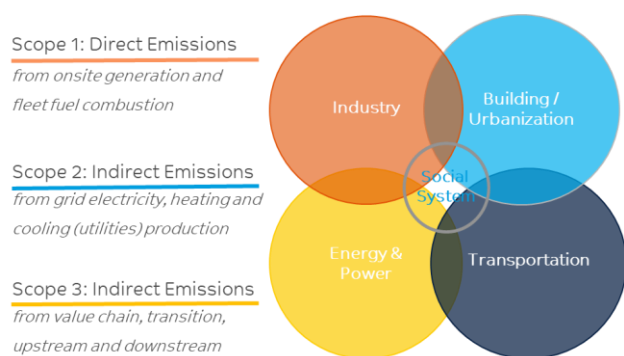 Scope 1: Direct Emissions
from onsite generation and
fleet fuel combustion
Scope 2: Indirect Emissions
from grid electricity, heating and
cooling (utilities) production
Scope 3: Indirect Emissions
from value chain, transition,
upstream and downstream
Industry
Building /
Urbanization
Social
System
Energy &
Power
Transportation